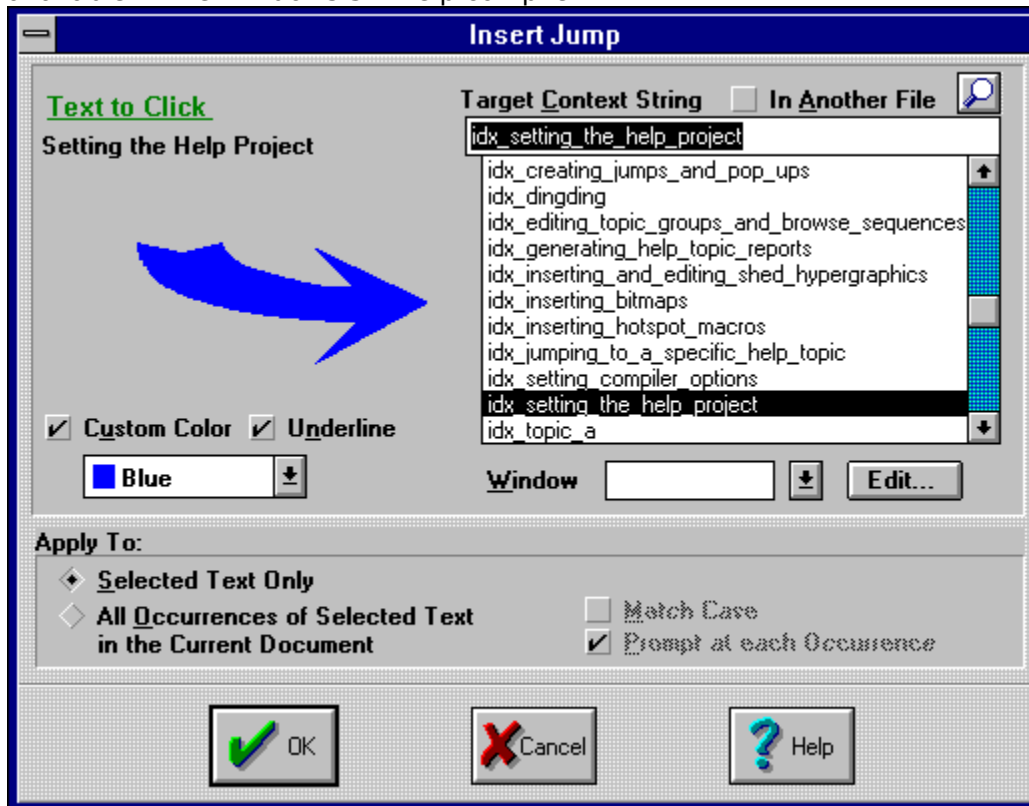 Insert Jump
Text to Click
Target Context String In Another File
Setting the Help Project
idx_setting_the_help_project
idx_creating_jumps_and_pop_ups
idx_dingding
idx_editing_topic_groups_and_browse_sequences
idx_generating_help_topic_reports
idx_inserting_and_editing_shed_hypergraphics
idx_inserting_bitmaps
idx_inserting_hotspot_macros
idx_jumping_to_a_specific_help_topic
idx_setting_compiler_options
idx_setting_the_help_project
idx_topic_a
Custom Color Underline
Blue
Window Edit...
Apply To:
Selected Text Only
All Occurrences of Selected Text
in the Current Document
Match Case
Prompt at each Occurrence
OK Cancel Help